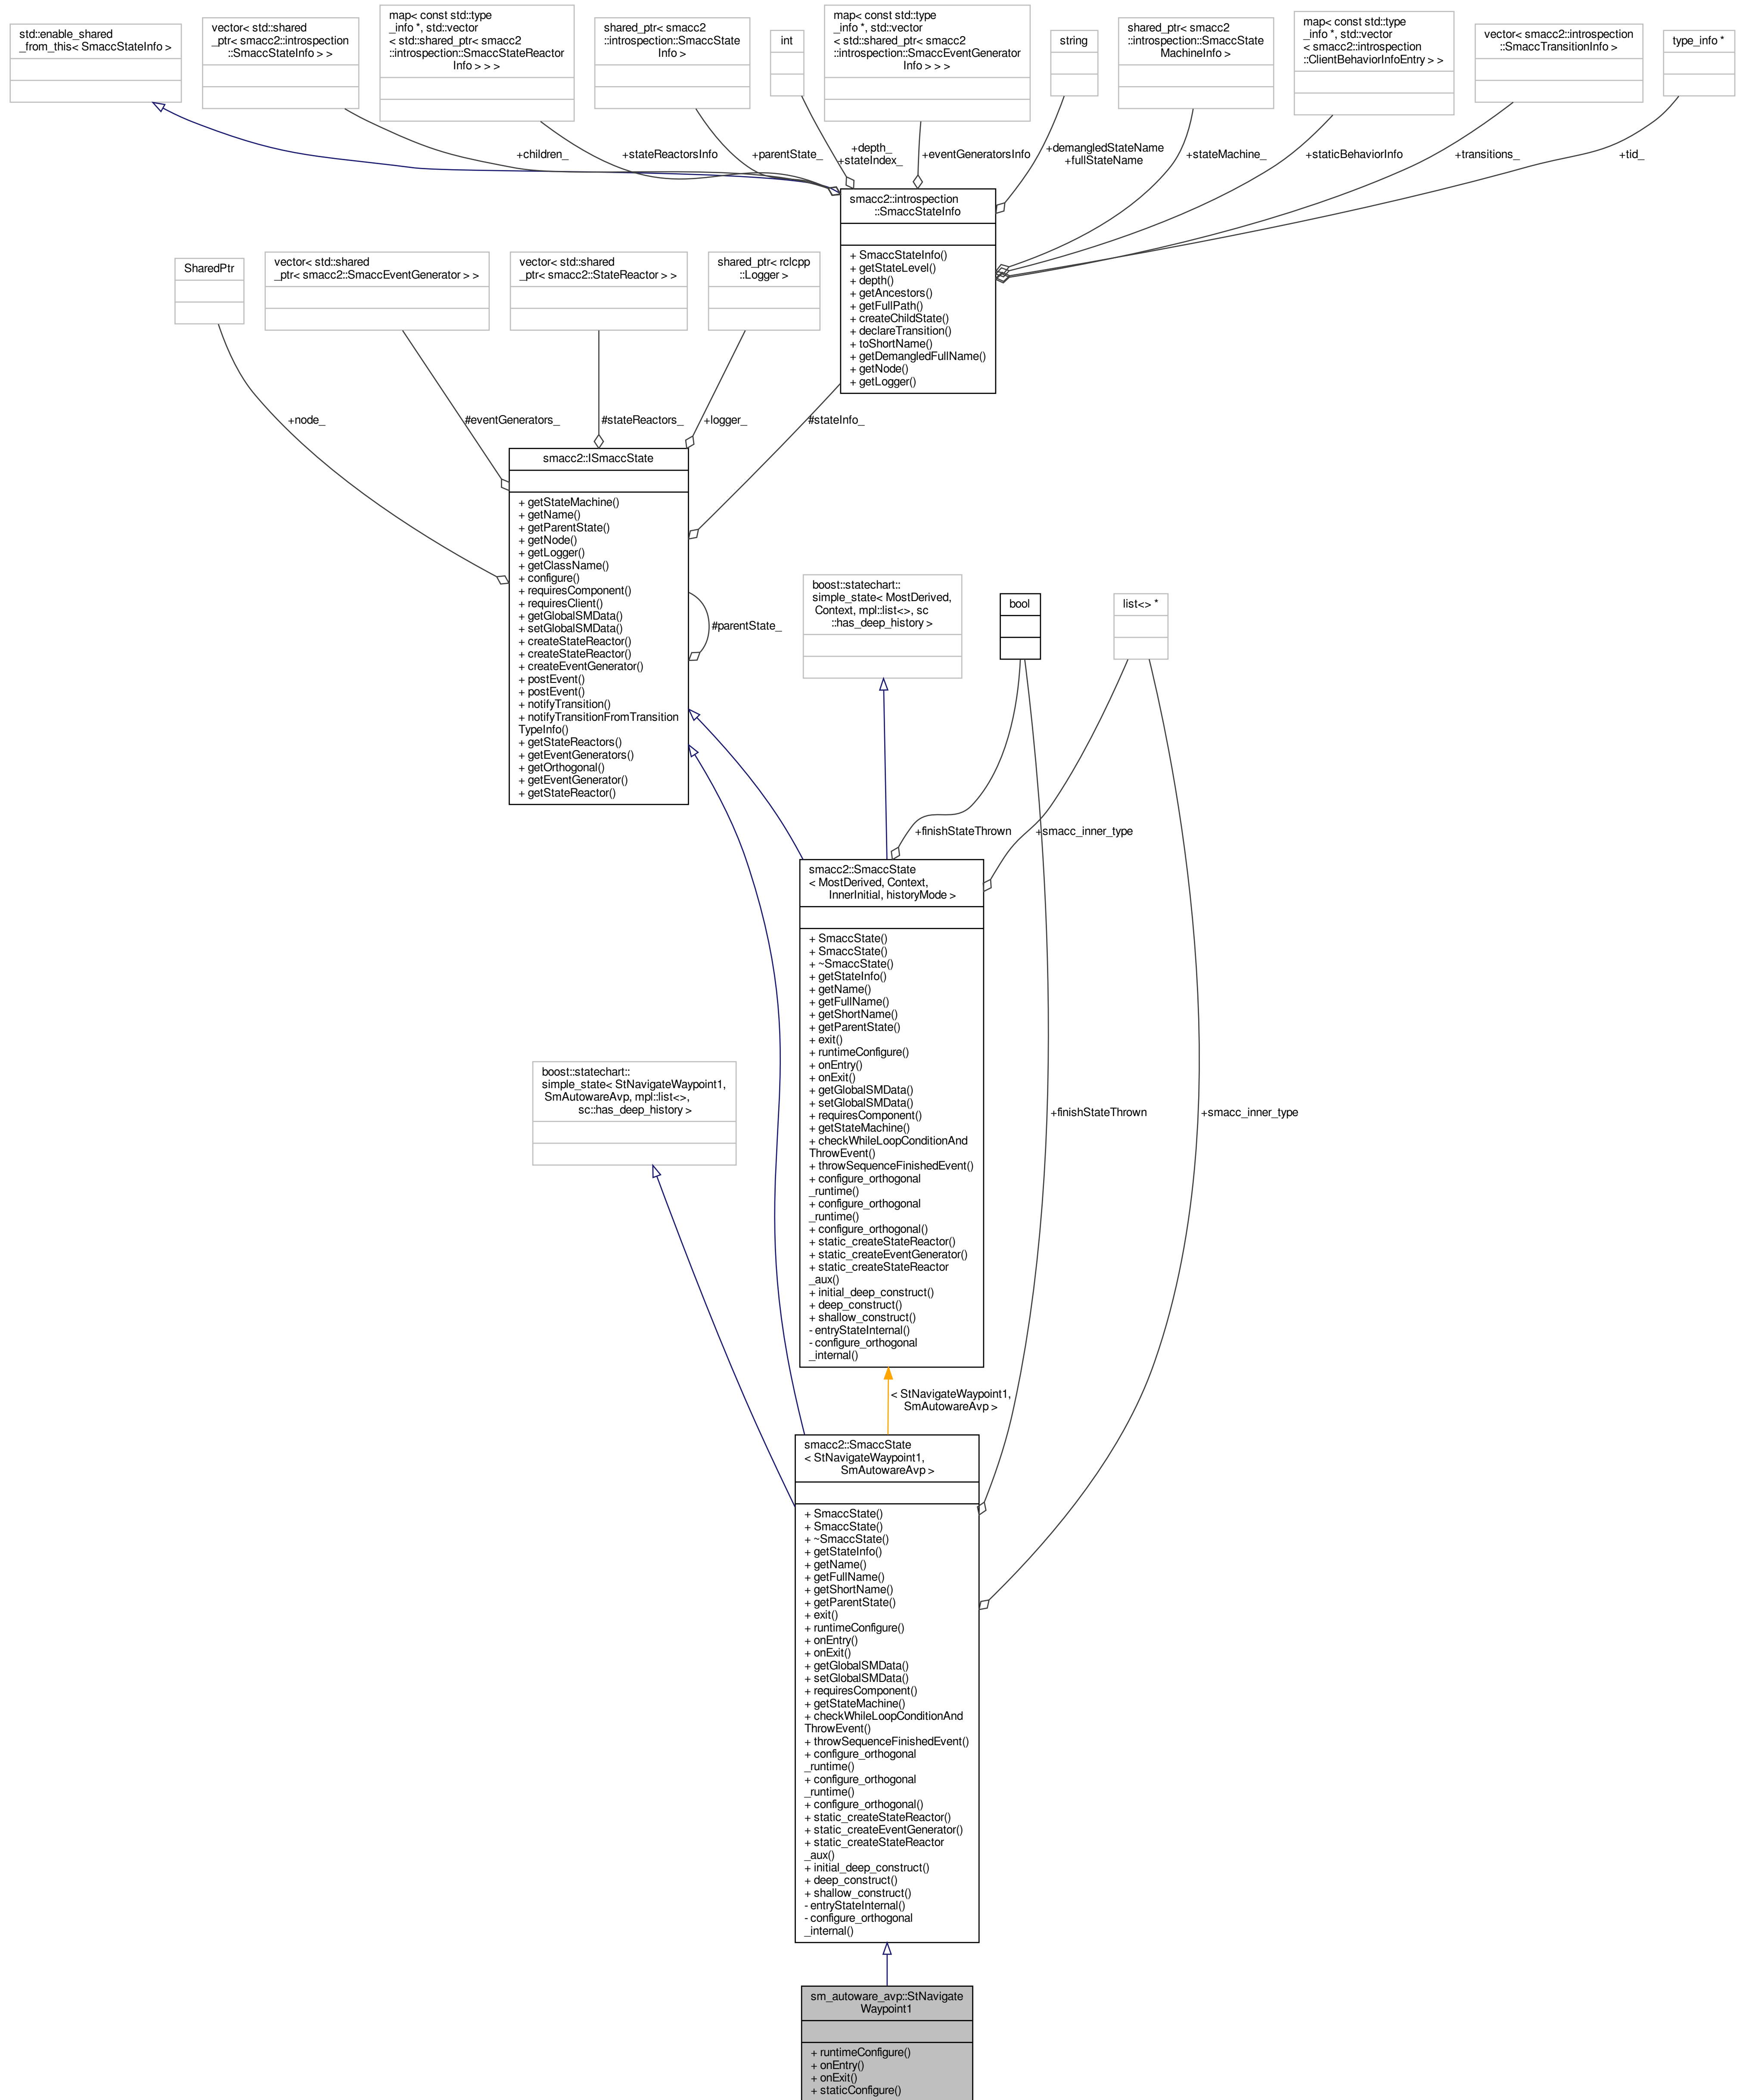 std::enable_shared
_from_this< SmaccStateInfo >
vector< std::shared
_ptr< smacc2::introspection
::SmaccStateInfo > >
map< const std::type
_info *, std::vector
< std::shared_ptr< smacc2
::introspection::StateReactor
Info > > >
shared_ptr< smacc2
::introspection::SmaccState
Info >
int
map< const std::type
_info *, std::vector
< std::shared_ptr< smacc2
::introspection::SmaccEventGenerator
Info > > >
string
shared_ptr< smacc2
::introspection::SmaccState
MachineInfo >
map< const std::type
_info *, std::vector
< smacc2::introspection
::ClientBehaviorInfoEntry > >
vector< smacc2::introspection
::SmaccTransitionInfo >
type_info *
+children_
+stateReactorsInfo
+parentState_
+depth_
+stateIndex_
+eventGeneratorsInfo
+demangledStateName
+fullStateName
+stateMachine_
+staticBehaviorInfo
+transitions_
+tid_
smacc2::introspection
::SmaccStateInfo
+ SmaccStateInfo()
+ getStateLevel()
+ depth()
+ getAncestors()
+ getFullPath()
+ createChildState()
+ declareTransition()
+ toShortName()
+ getDemangledFullName()
+ getNode()
+ getLogger()
SharedPtr
vector< std::shared
_ptr< smacc2::SmaccEventGenerator > >
vector< std::shared
_ptr< smacc2::StateReactor > >
shared_ptr< rclcpp
::Logger >
+node_
#eventGenerators_
#stateReactors_
+logger_
#stateInfo_
smacc2::ISmaccState
+ getStateMachine()
+ getName()
+ getParentState()
+ getNode()
+ getLogger()
+ getClassName()
+ configure()
+ requiresComponent()
+ requiresClient()
+ getGlobalSMData()
+ setGlobalSMData()
+ createStateReactor()
+ createStateReactor()
+ createEventGenerator()
+ postEvent()
+ postEvent()
+ notifyTransition()
+ notifyTransitionFromTransition
TypeInfo()
+ getStateReactors()
+ getEventGenerators()
+ getOrthogonal()
+ getEventGenerator()
+ getStateReactor()
#parentState_
boost::statechart::
simple_state< MostDerived,
Context, mpl::list<>, sc
::has_deep_history >
bool
list<> *
+finishStateThrown
+smacc_inner_type
smacc2::SmaccState
< MostDerived, Context,
InnerInitial, historyMode >
+ SmaccState()
+ SmaccState()
+ ~SmaccState()
+ getStateInfo()
+ getName()
+ getFullName()
+ getShortName()
+ getParentState()
+ exit()
+ runtimeConfigure()
+ onEntry()
+ onExit()
+ getGlobalSMData()
+ setGlobalSMData()
+ requiresComponent()
+ getStateMachine()
+ checkWhileLoopConditionAnd
ThrowEvent()
+ throwSequenceFinishedEvent()
+ configure_orthogonal
_runtime()
+ configure_orthogonal
_runtime()
+ configure_orthogonal()
+ static_createStateReactor()
+ static_createEventGenerator()
+ static_createStateReactor
_aux()
+ initial_deep_construct()
+ deep_construct()
+ shallow_construct()
- entryStateInternal()
- configure_orthogonal
_internal()
boost::statechart::
simple_state< StNavigateWaypoint1,
SmAutowareAvp, mpl::list<>,
sc::has_deep_history >
+finishStateThrown
+smacc_inner_type
< StNavigateWaypoint1,
SmAutowareAvp >
smacc2::SmaccState
< StNavigateWaypoint1,
SmAutowareAvp >
+ SmaccState()
+ SmaccState()
+ ~SmaccState()
+ getStateInfo()
+ getName()
+ getFullName()
+ getShortName()
+ getParentState()
+ exit()
+ runtimeConfigure()
+ onEntry()
+ onExit()
+ getGlobalSMData()
+ setGlobalSMData()
+ requiresComponent()
+ getStateMachine()
+ checkWhileLoopConditionAnd
ThrowEvent()
+ throwSequenceFinishedEvent()
+ configure_orthogonal
_runtime()
+ configure_orthogonal
_runtime()
+ configure_orthogonal()
+ static_createStateReactor()
+ static_createEventGenerator()
+ static_createStateReactor
_aux()
+ initial_deep_construct()
+ deep_construct()
+ shallow_construct()
- entryStateInternal()
- configure_orthogonal
_internal()
sm_autoware_avp::StNavigate
Waypoint1
+ runtimeConfigure()
+ onEntry()
+ onExit()
+ staticConfigure()